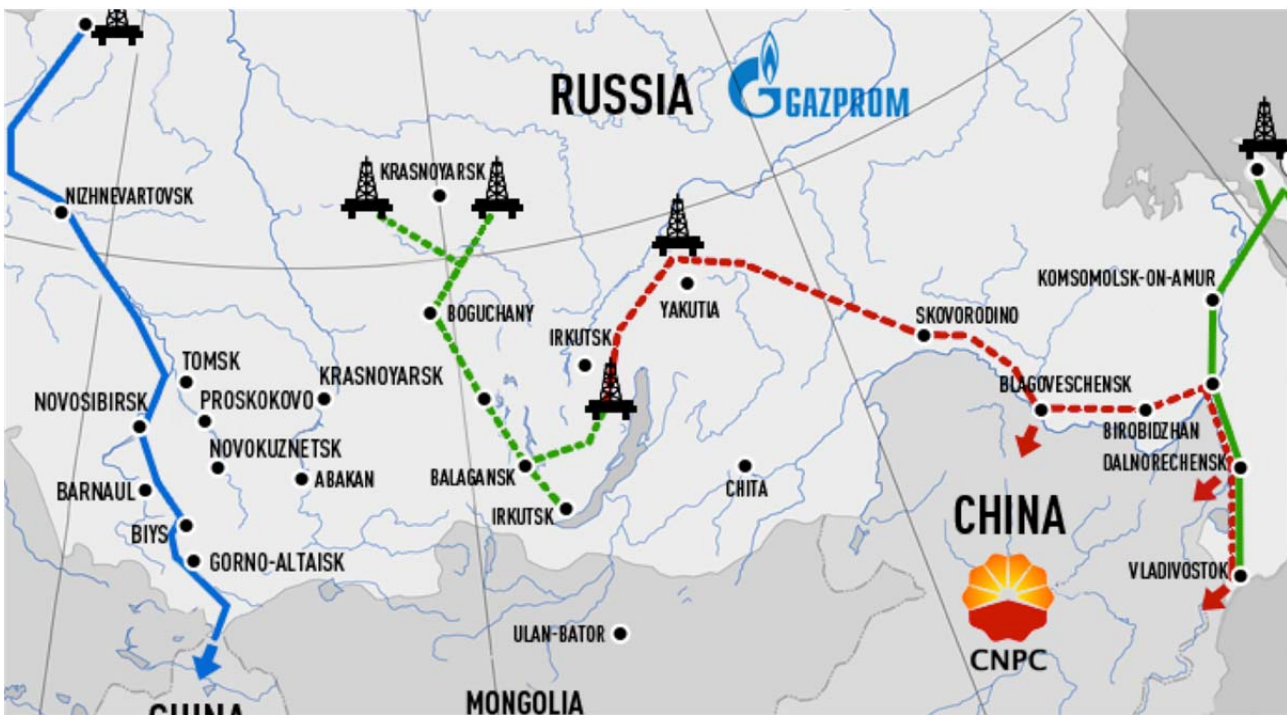 RUSSIA
GAZPROM
KRASNOYARSK
NIZHNEVARTOVSK
KOMSOMOLSK-ON-AMUR
YAKUTIA
BOGUCHANY
SKOVORODINO
IRKUTSK
TOMSK
KRASNOYARSK
BLAGOVESCHENSK
PROSKOKOVO
NOVOSIBIRSK
BIROBIDZHAN
NOVOKUZNETSK
DALNORECHENSK
BALAGANSK
ABAKAN
CHITA
BARNAUL
IRKUTSK
CHINA
BIYS
GORNO-ALTAISK
VLADIVOSTOK
ULAN-BATOR
CNPC
MONGOLIA
CHINA